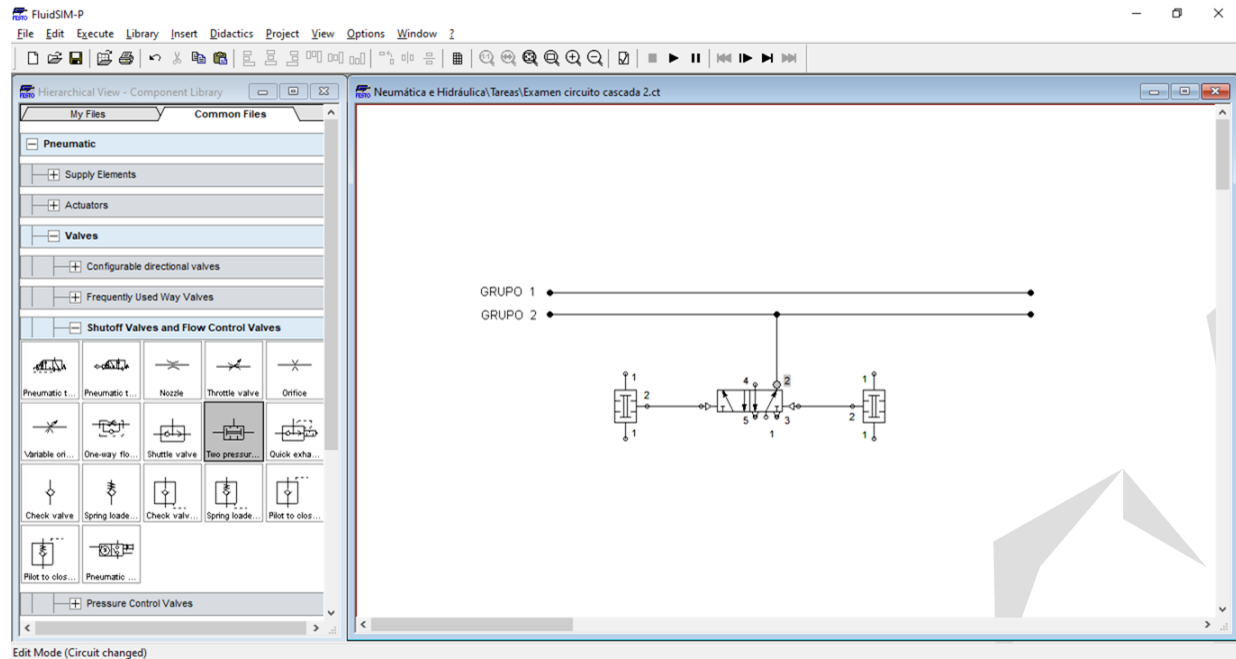 FluidSIM-P
File Edit Execute Library Insert Didactics Project View Options Window ?
Hierarchical View - Component Library
Neumática e Hidráulica\Tareas\Examen circuito cascada 2.ct
My Files Common Files
Pneumatic
Supply Elements
Actuators
Valves
Configurable directional valves
Frequently Used Way Valves
Shutoff Valves and Flow Control Valves
Pneumatic t... Pneumatic t... Nozzle Throttle valve Orifice
Variable ori... One-way flo... Shuttle valve Two pressur... Quick exha...
Check valve Spring loade... Check valv... Spring loade... Pilot to clos...
Pilot to clos... Pneumatic ...
Pressure Control Valves
GRUPO 1
GRUPO 2
1 4 2 1
2 2
5 3
1 1 1
Edit Mode (Circuit changed)